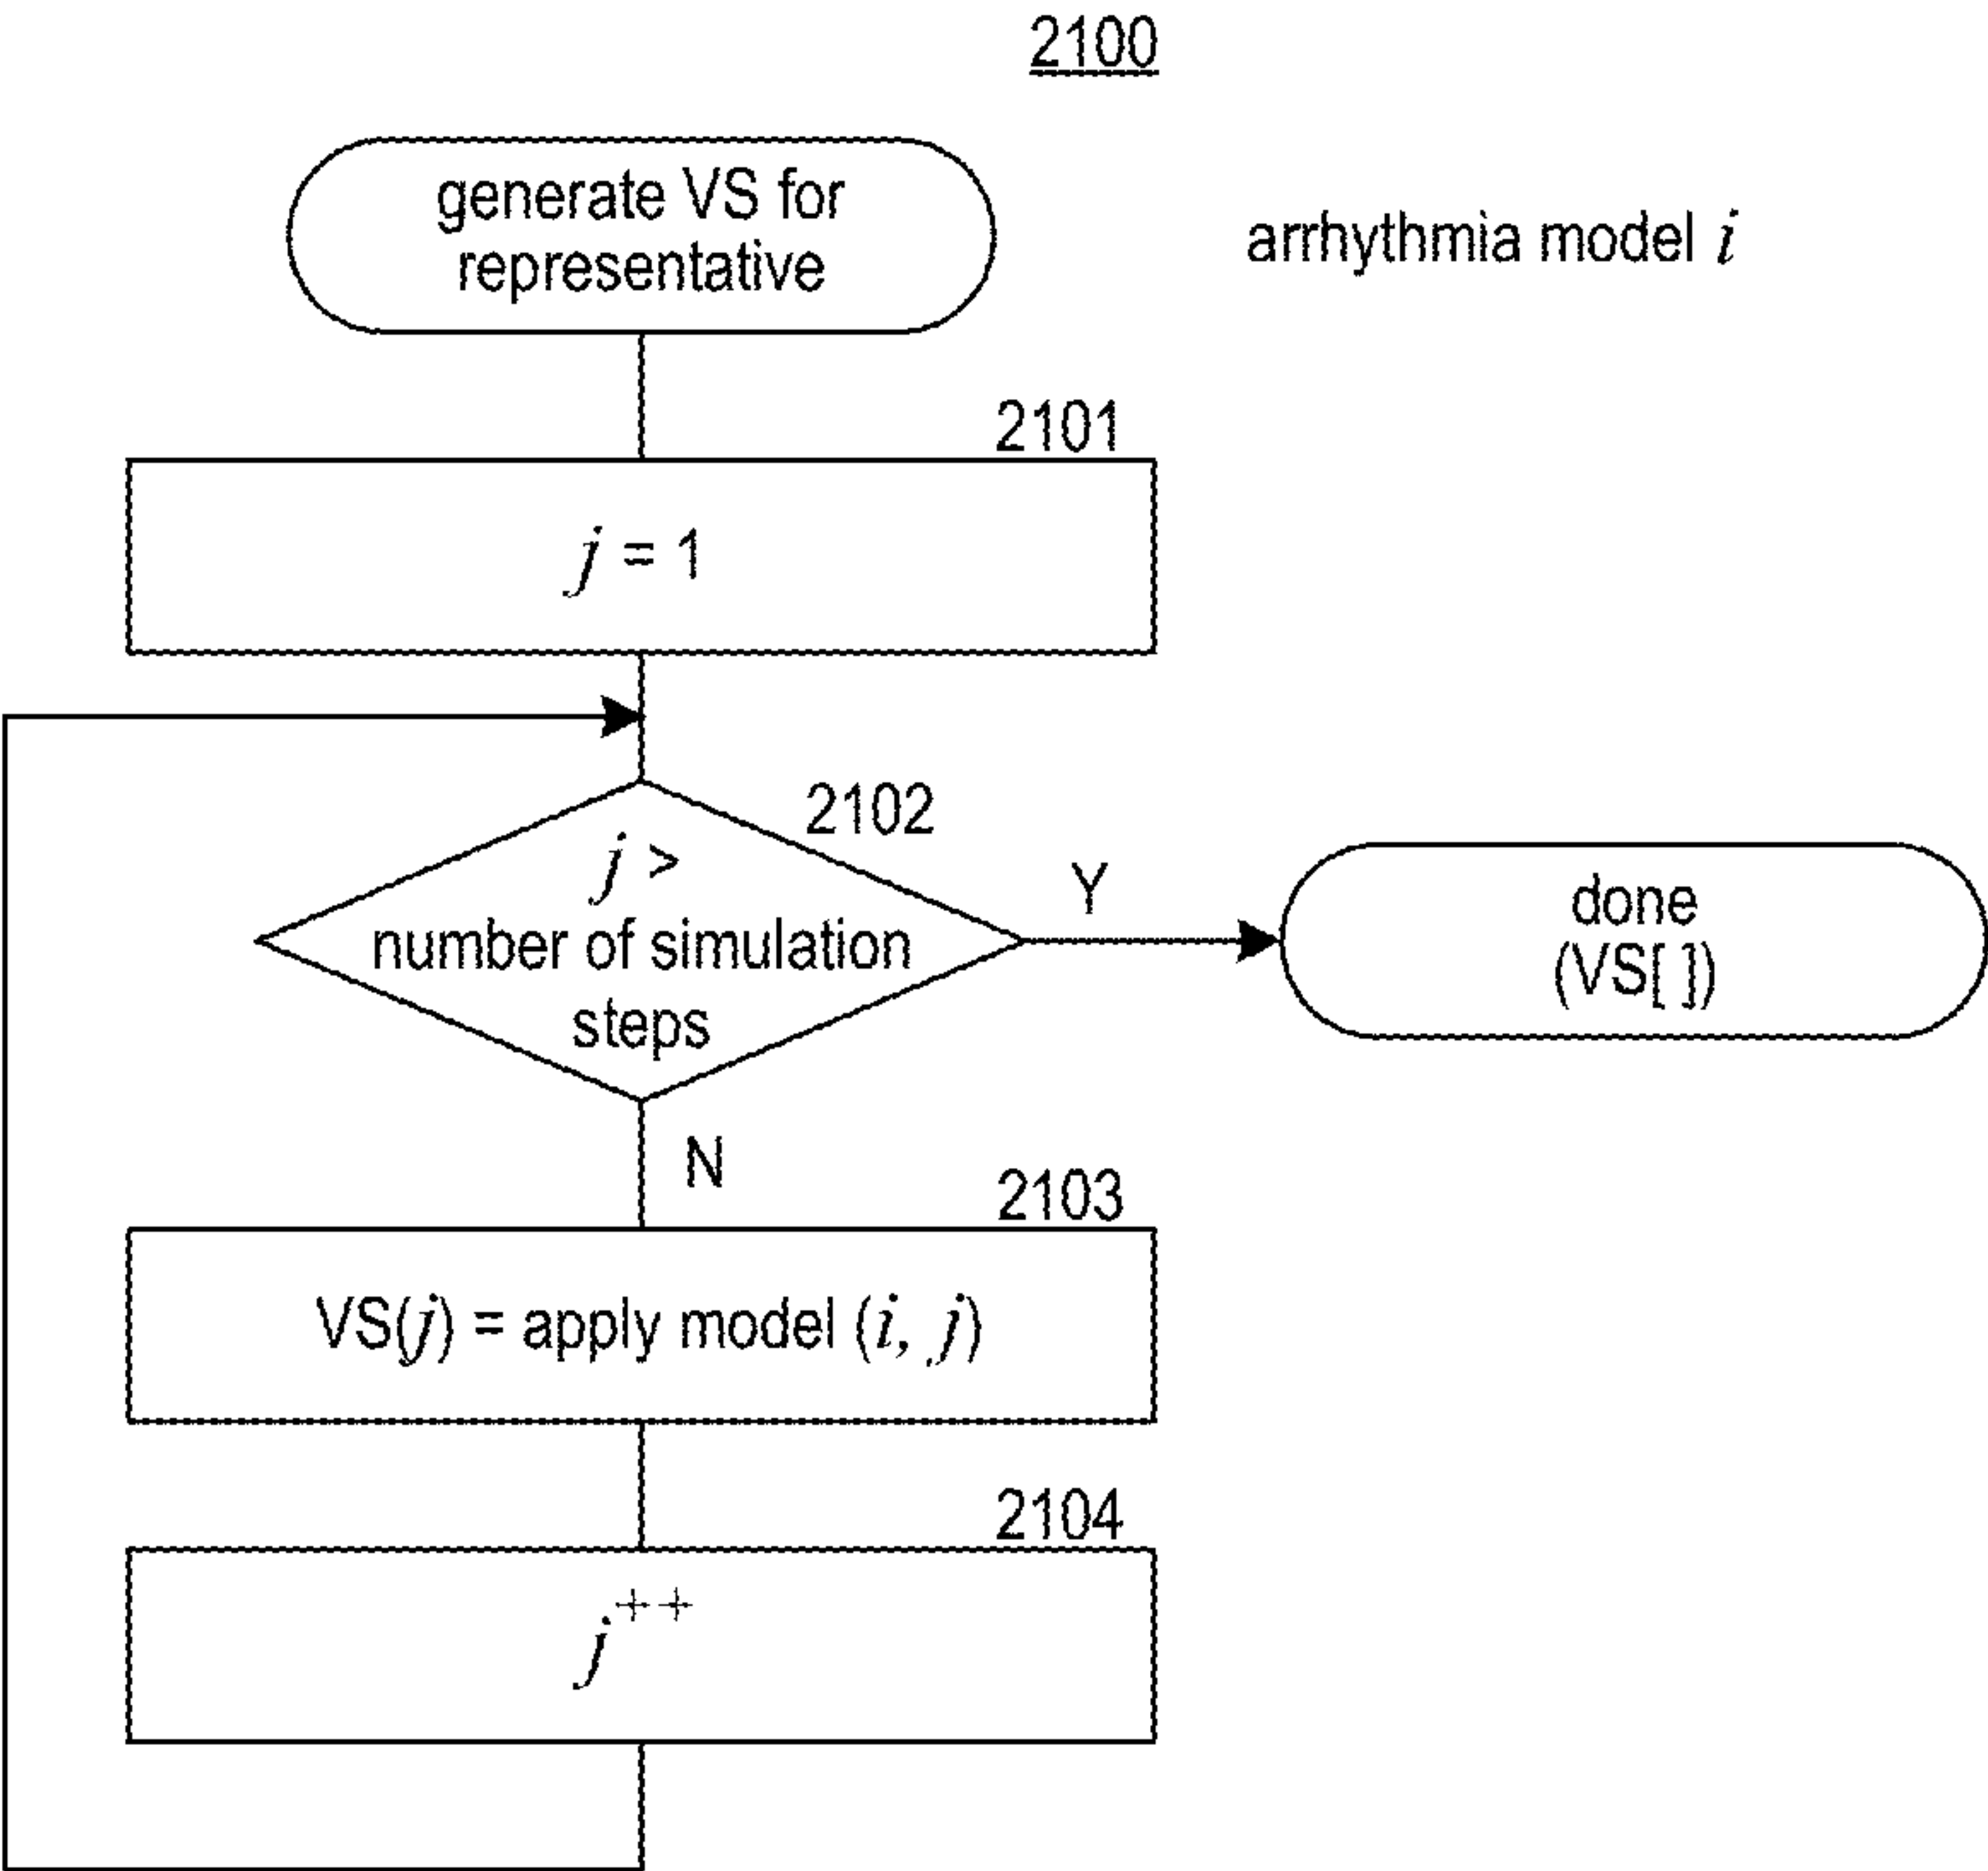 2100
generate VS for
representative
arrhythmia model i
2101
j = 1
2102
j >
number of simulation
steps
Y
done
(VS[ ])
N
2103
VS(j) = apply model (i, j)
2104
j++